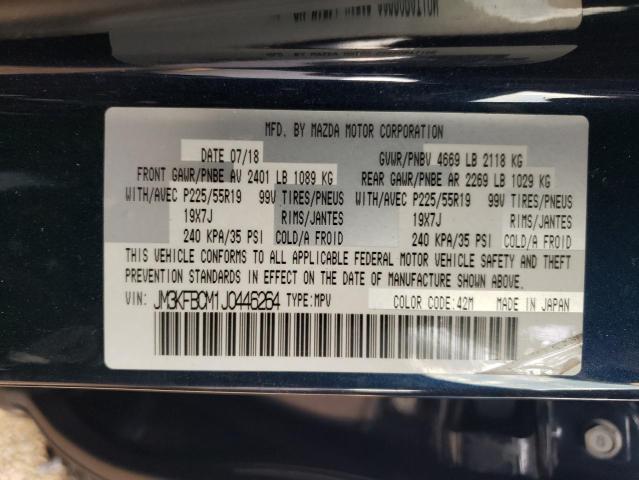 MFD. BY MAZDA MOTOR CORPORATION
DATE 07/18 GVWR/PNBV 4669 LB 2118 KG
FRONT GAWR/PNBE AV 2401 LB 1089 KG REAR GAWR/PNBE AR 2269 LB 1029 KG
WITH/AVEC P225/55R19 99V TIRES/PNEUS WITH/AVEC P225/55R19 99V TIRES/PNEUS
19X7J RIMS/JANTES 19X7J RIMS/JANTES
240 KPA/35 PSI COLD/A FROID 240 KPA/35 PSI COLD/A FROID
THIS VEHICLE CONFORMS TO ALL APPLICABLE FEDERAL MOTOR VEHICLE SAFETY AND THEFT
PREVENTION STANDARDS IN EFFECT ON THE DATE OF MANUFACTURE SHOWN ABOVE.
VIN: JM3KFBCM1J0446264 TYPE:MPV COLOR CODE:42M MADE IN JAPAN